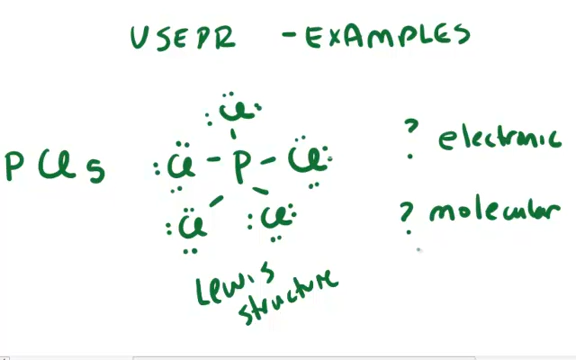 VSEPR - EXAMPLES
PCl5
Cl
Cl - P - Cl
Cl Cl
Lewis
structure
? electronic
? molecular